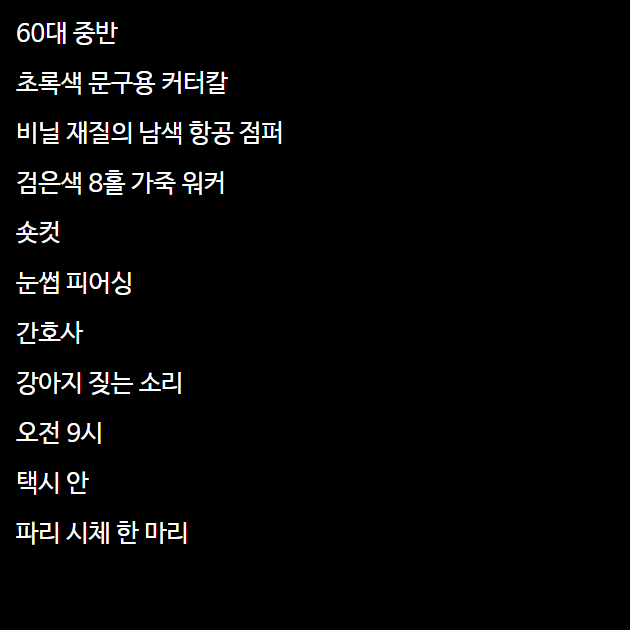 60대 중반
초록색 문구용 커터칼
비닐 재질의 남색 항공 점퍼
검은색 8홀 가죽 워커
숏컷
눈썹 피어싱
간호사
강아지 짖는 소리
오전 9시
택시 안
파리 시체 한 마리